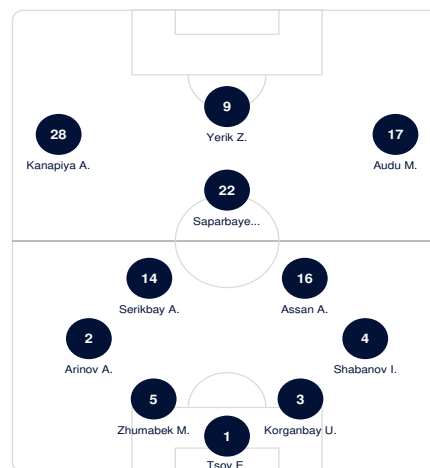 9
Yerik Z.
28
Kanapiya A.
17
Audu M.
22
Saparbaye...
14
Serikbay A.
16
Assan A.
2
Arinov A.
4
Shabanov I.
5
Zhumabek M.
3
Korganbay U.
1
Tsoy E.